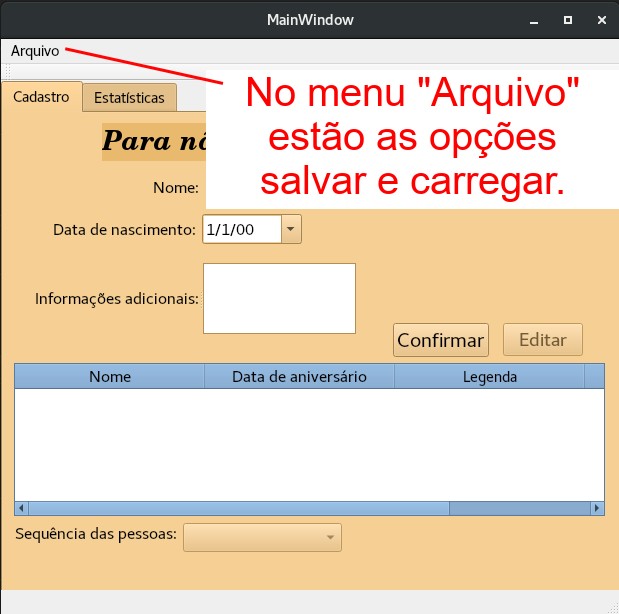 MainWindow
Arquivo
No menu "Arquivo"
estão as opções
salvar e carregar.
Cadastro Estatísticas
Para
Nome:
Data de nascimento: 1/1/00
Informações adicionais:
Confirmar Editar
Nome Data de aniversário Legenda
Sequência das pessoas: